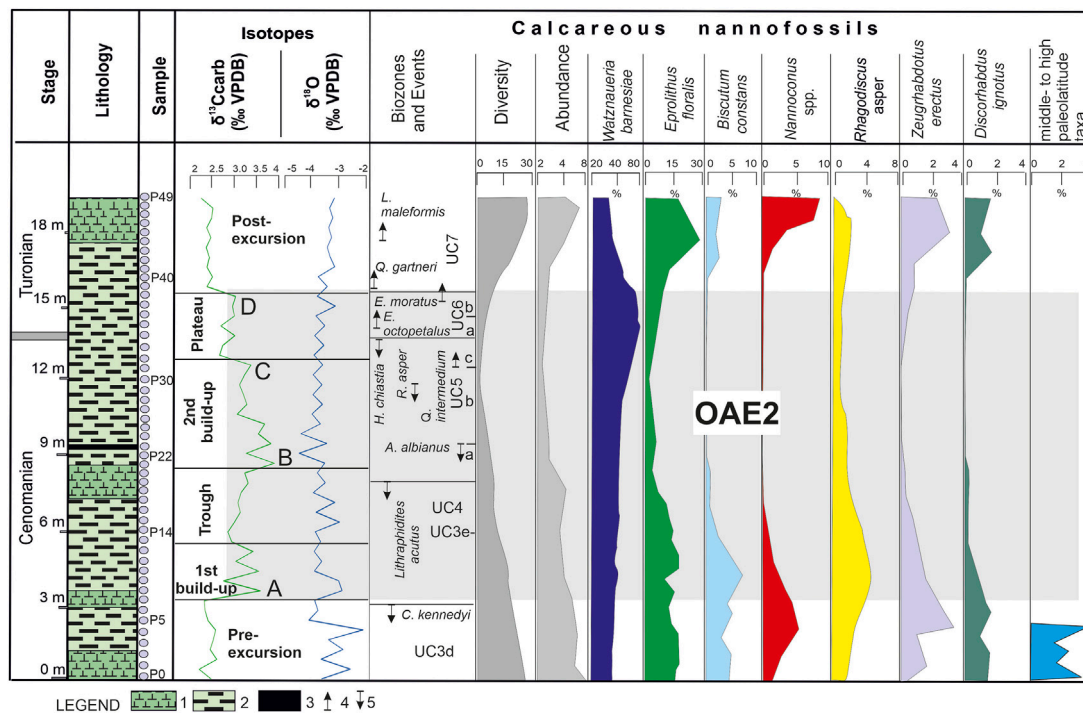 Isotopes
Calcareous nannofossils
Stage
Lithology
Sample
δ13Ccarb
(‰ VPDB)
δ18O
(‰ VPDB)
Biozones
and Events
Diversity
Abundance
Watznaueria
barnesiae
Eprolithus
floralis
Biscutum
constans
Nannoconus
spp.
Rhagodiscus
asper
Zeugrhabdotus
erectus
Discorhabdus
ignotus
middle- to high
paleolatitude
taxa
2 3.0 4.0 -5 -4 -3 -2
0 15 30
2 4 8
20 40 60 80
0 15 30
0 5 10
0 5 10
0 4 8
0 2 4
0 2 4
% % % % % % % %
Turonian
Cenomanian
18 m
15 m
12 m
9 m
6 m
3 m
0 m
P49
P40
P30
P22
P14
P5
P0
Post-
excursion
Plateau
D
2nd
build-up
C
B
Trough
1st
build-up
A
Pre-
excursion
L.
maleformis
UC7
Q. gartneri
E. moratus
E.
octopetalus
UC6
b
a
H. chiastia
R. asper
Q.
intermedium
UC5
c
b
A. albianus
a
Lithraphidites
acutus
UC4
UC3e-
C. kennedyi
UC3d
OAE2
LEGEND 1 2 3 4 5